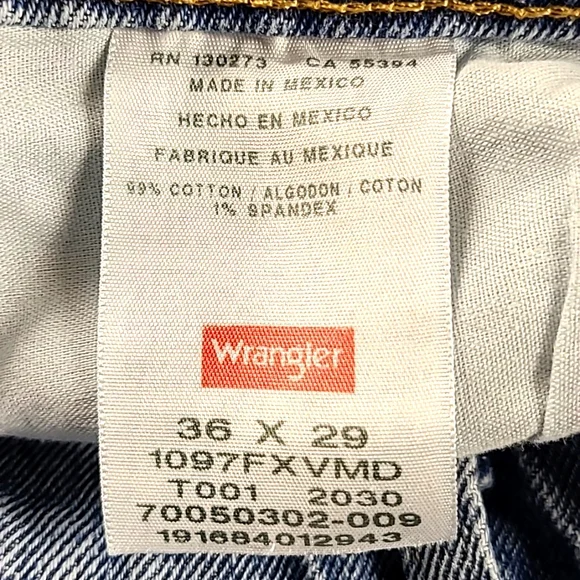 RN 130273 CA 55394
MADE IN MEXICO
HECHO EN MEXICO
FABRIQUE AU MEXIQUE
99% COTTON / ALGODON / COTON
1% SPANDEX
Wrangler
36 X 29
1097FXVMD
T001 2030
70050302-009
191684012943